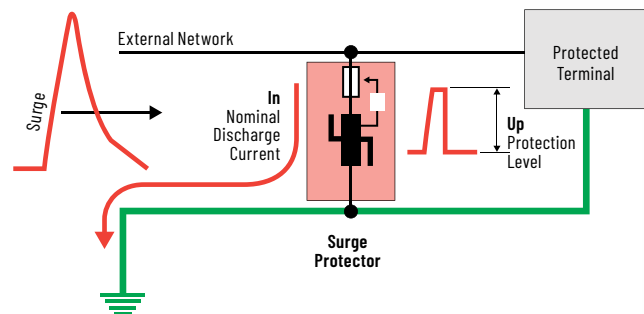 External Network
Surge
In
Nominal
Discharge
Current
Protected
Terminal
Up
Protection
Level
Surge
Protector